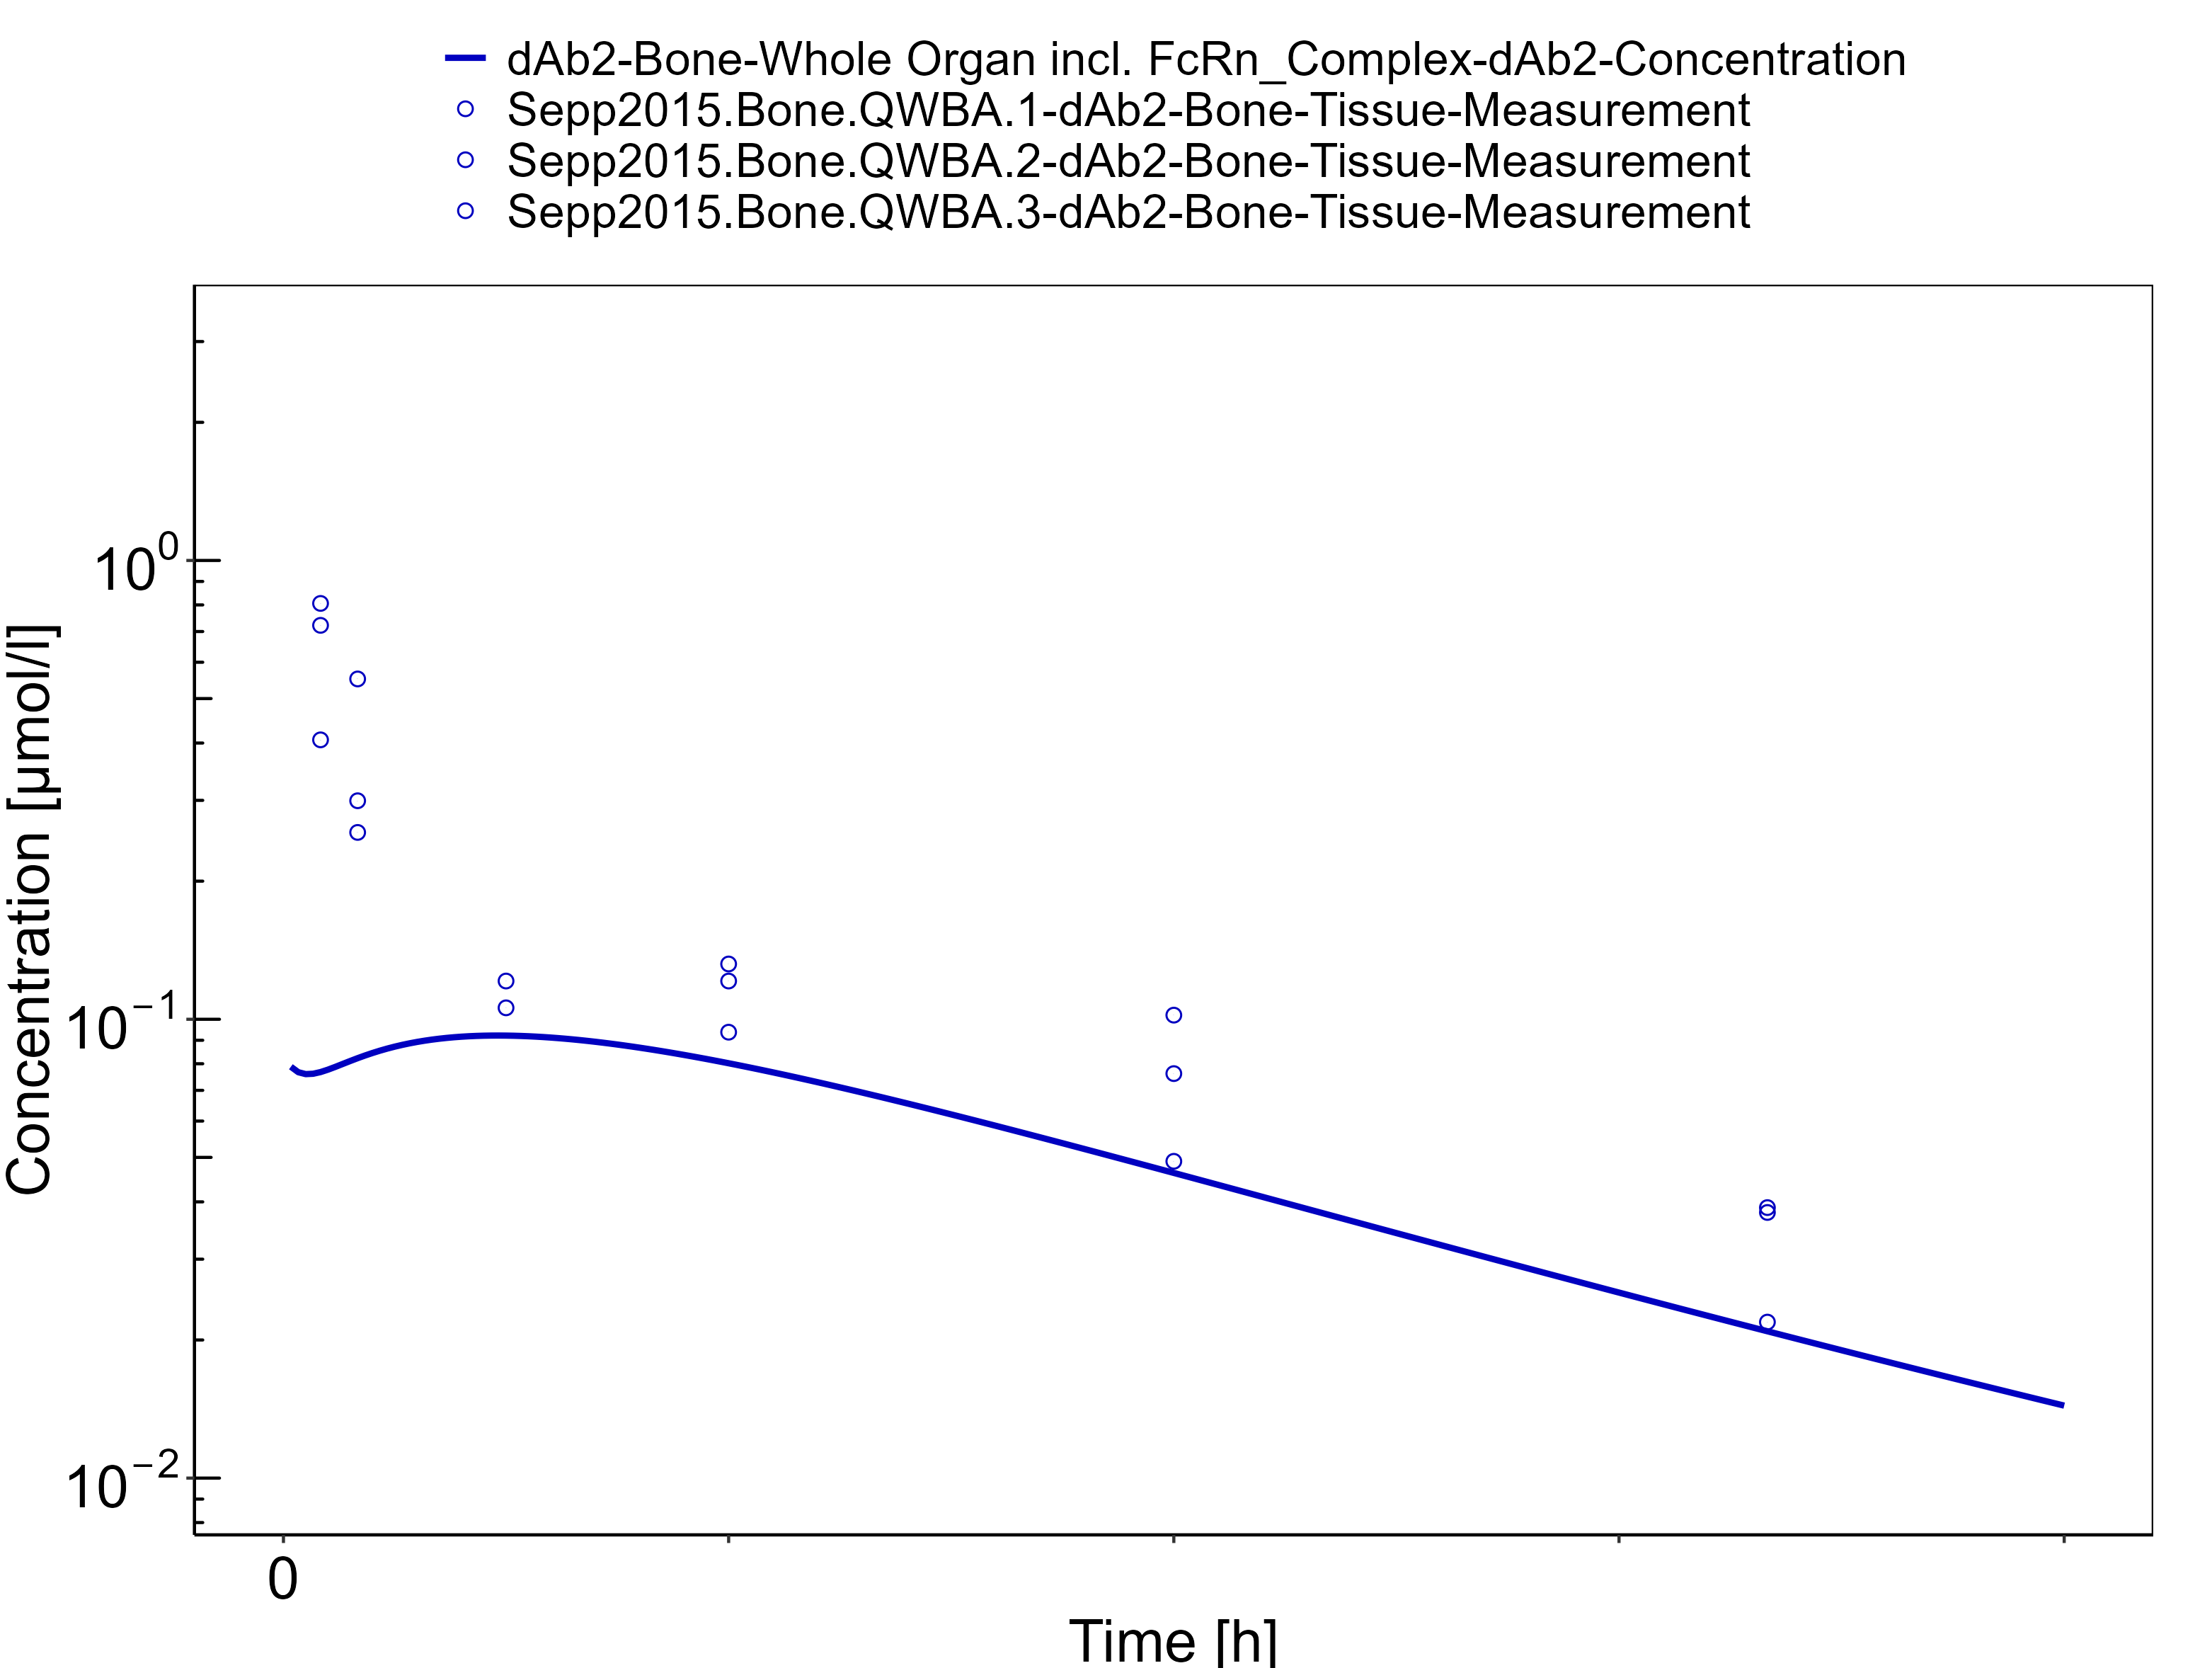 dAb2-Bone-Whole Organ incl. FcRn_Complex-dAb2-Concentration
Sepp2015.Bone.QWBA.1-dAb2-Bone-Tissue-Measurement
Sepp2015.Bone.QWBA.2-dAb2-Bone-Tissue-Measurement
Sepp2015.Bone.QWBA.3-dAb2-Bone-Tissue-Measurement
Concentration [µmol/l]
10⁰
10⁻¹
10⁻²
0
Time [h]